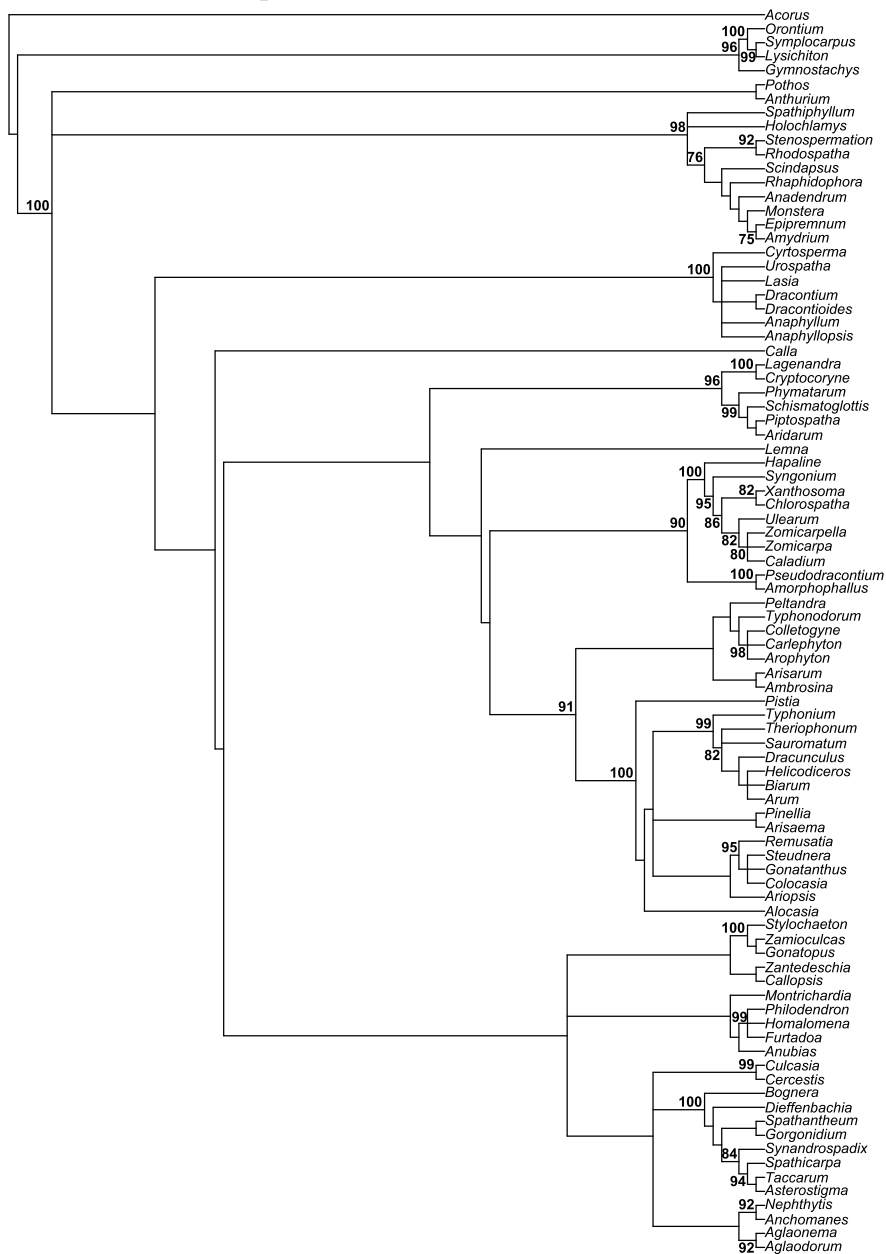 Acorus
100 Orontium
96 Symplocarpus
99 Lysichiton
Gymnostachys
Pothos
Anthurium
Spathiphyllum
98 Holochlamys
92 Stenospermation
76 Rhodospatha
Scindapsus
Rhaphidophora
100
Anadendrum
Monstera
Epipremnum
75 Amydrium
Cyrtosperma
100 Urospatha
Lasia
Dracontium
Dracontioides
Anaphyllum
Anaphyllopsis
Calla
100 Lagenandra
96 Cryptocoryne
Phymatarum
99 Schismatoglottis
Piptospatha
Aridarum
Lemna
Hapaline
100 Syngonium
82 Xanthosoma
95 Chlorospatha
86 Ulearum
90
Zomicarpella
82 Zomicarpa
80 Caladium
100 Pseudodracontium
Amorphophallus
Peltandra
Typhonodorum
Colletogyne
Carlephyton
98 Arophyton
Arisarum
Ambrosina
Pistia
91
Typhonium
99 Theriophonum
Sauromatum
82 Dracunculus
Helicodiceros
100
Biarum
Arum
Pinellia
Arisaema
Remusatia
95 Steudnera
Gonatanthus
Colocasia
Ariopsis
Alocasia
Stylochaeton
100 Zamioculcas
Gonatopus
Zantedeschia
Callopsis
Montrichardia
Philodendron
99 Homalomena
Furtadoa
Anubias
99 Culcasia
Cercestis
Bognera
100 Dieffenbachia
Spathantheum
Gorgonidium
84 Synandrospadix
Spathicarpa
94 Taccarum
Asterostigma
92 Nephthytis
Anchomanes
Aglaonema
92 Aglaodorum